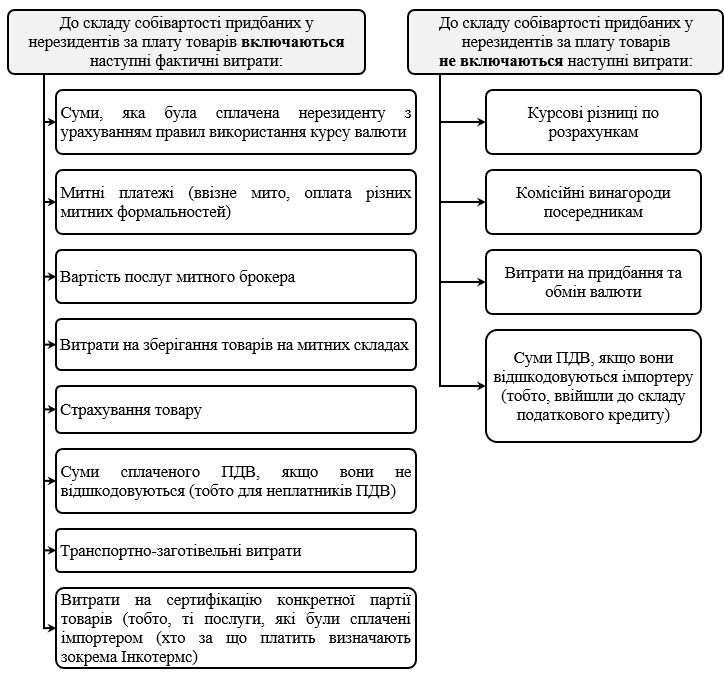 До складу собівартості придбаних у
нерезидентів за плату товарів включаються
наступні фактичні витрати:
Суми, яка була сплачена нерезиденту з
урахуванням правил використання курсу валюти
Митні платежі (ввізне мито, оплата різних
митних формальностей)
Вартість послуг митного брокера
Витрати на зберігання товарів на митних складах
Страхування товару
Суми сплаченого ПДВ, якщо вони не
відшкодовуються (тобто для неплатників ПДВ)
Транспортно-заготівельні витрати
Витрати на сертифікацію конкретної партії
товарів (тобто, ті послуги, які були сплачені
імпортером (хто за що платить визначають
зокрема Інкотермс)
До складу собівартості придбаних у
нерезидентів за плату товарів
не включаються наступні витрати:
Курсові різниці по
розрахункам
Комісійні винагороди
посередникам
Витрати на придбання та
обмін валюти
Суми ПДВ, якщо вони
відшкодовуються імпортеру
(тобто, ввійшли до складу
податкового кредиту)